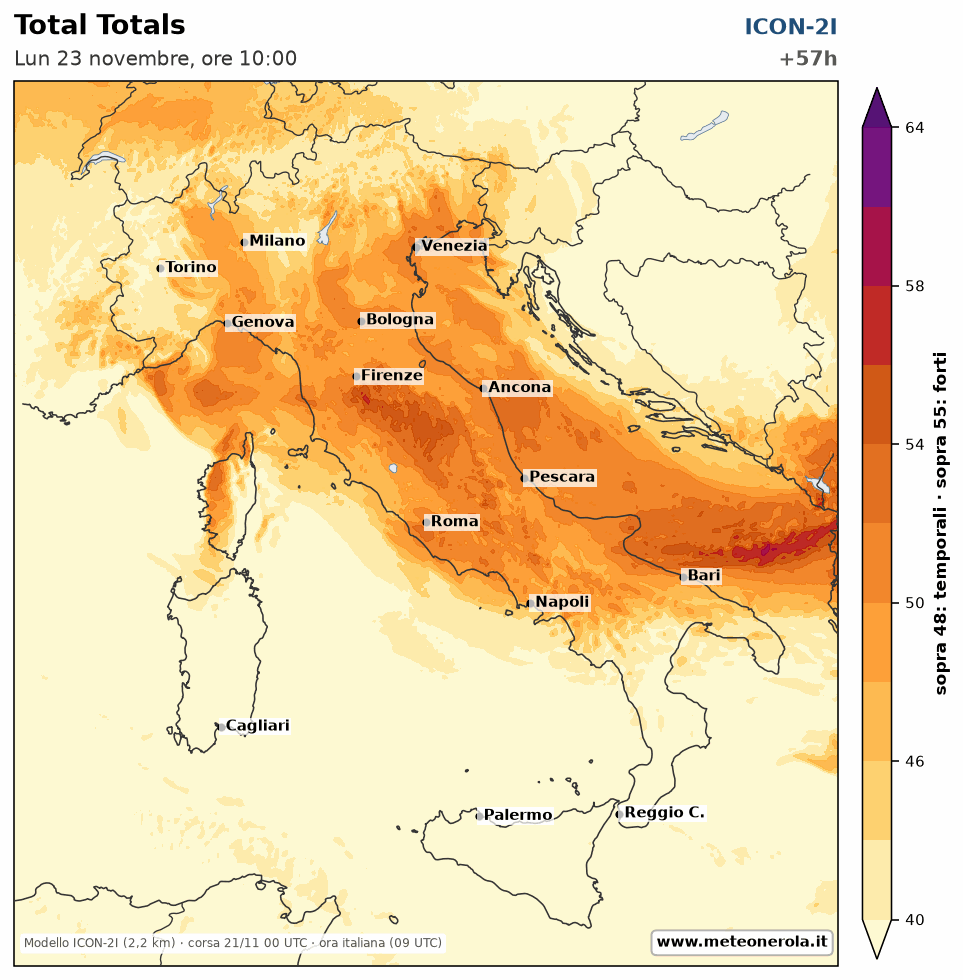 Total Totals
ICON-2I
Lun 23 novembre, ore 10:00
+57h
Milano
Venezia
Torino
Genova
Bologna
Firenze
Ancona
Pescara
Roma
Bari
Napoli
Cagliari
Palermo
Reggio C.
64
58
54
50
46
40
sopra 48: temporali · sopra 55: forti
Modello ICON-2I (2,2 km) · corsa 21/11 00 UTC · ora italiana (09 UTC)
www.meteonerola.it